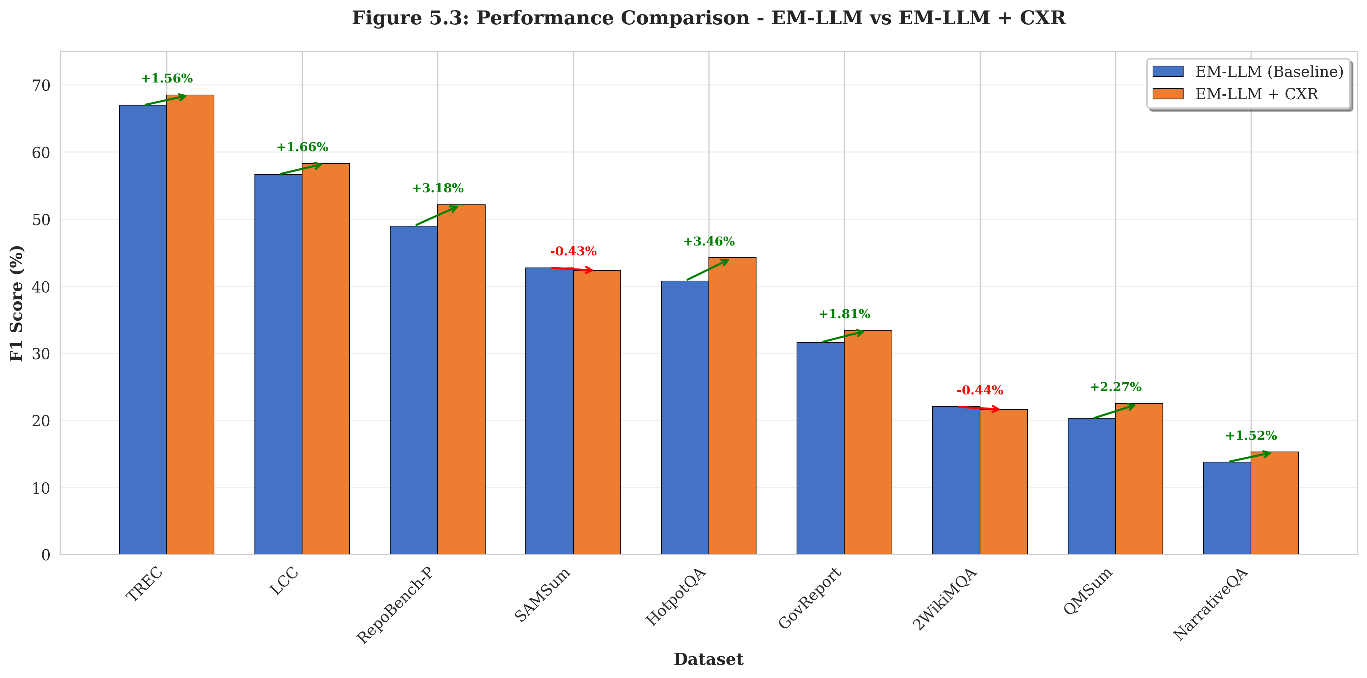 Figure 5.3: Performance Comparison - EM-LLM vs EM-LLM + CXR
EM-LLM (Baseline)
EM-LLM + CXR
F1 Score (%)
70
60
50
40
30
20
10
0
+1.56%
+1.66%
+3.18%
-0.43%
+3.46%
+1.81%
-0.44%
+2.27%
+1.52%
TREC
LCC
RepoBench-P
SAMSum
HotpotQA
GovReport
2WikiMQA
QMSum
NarrativeQA
Dataset